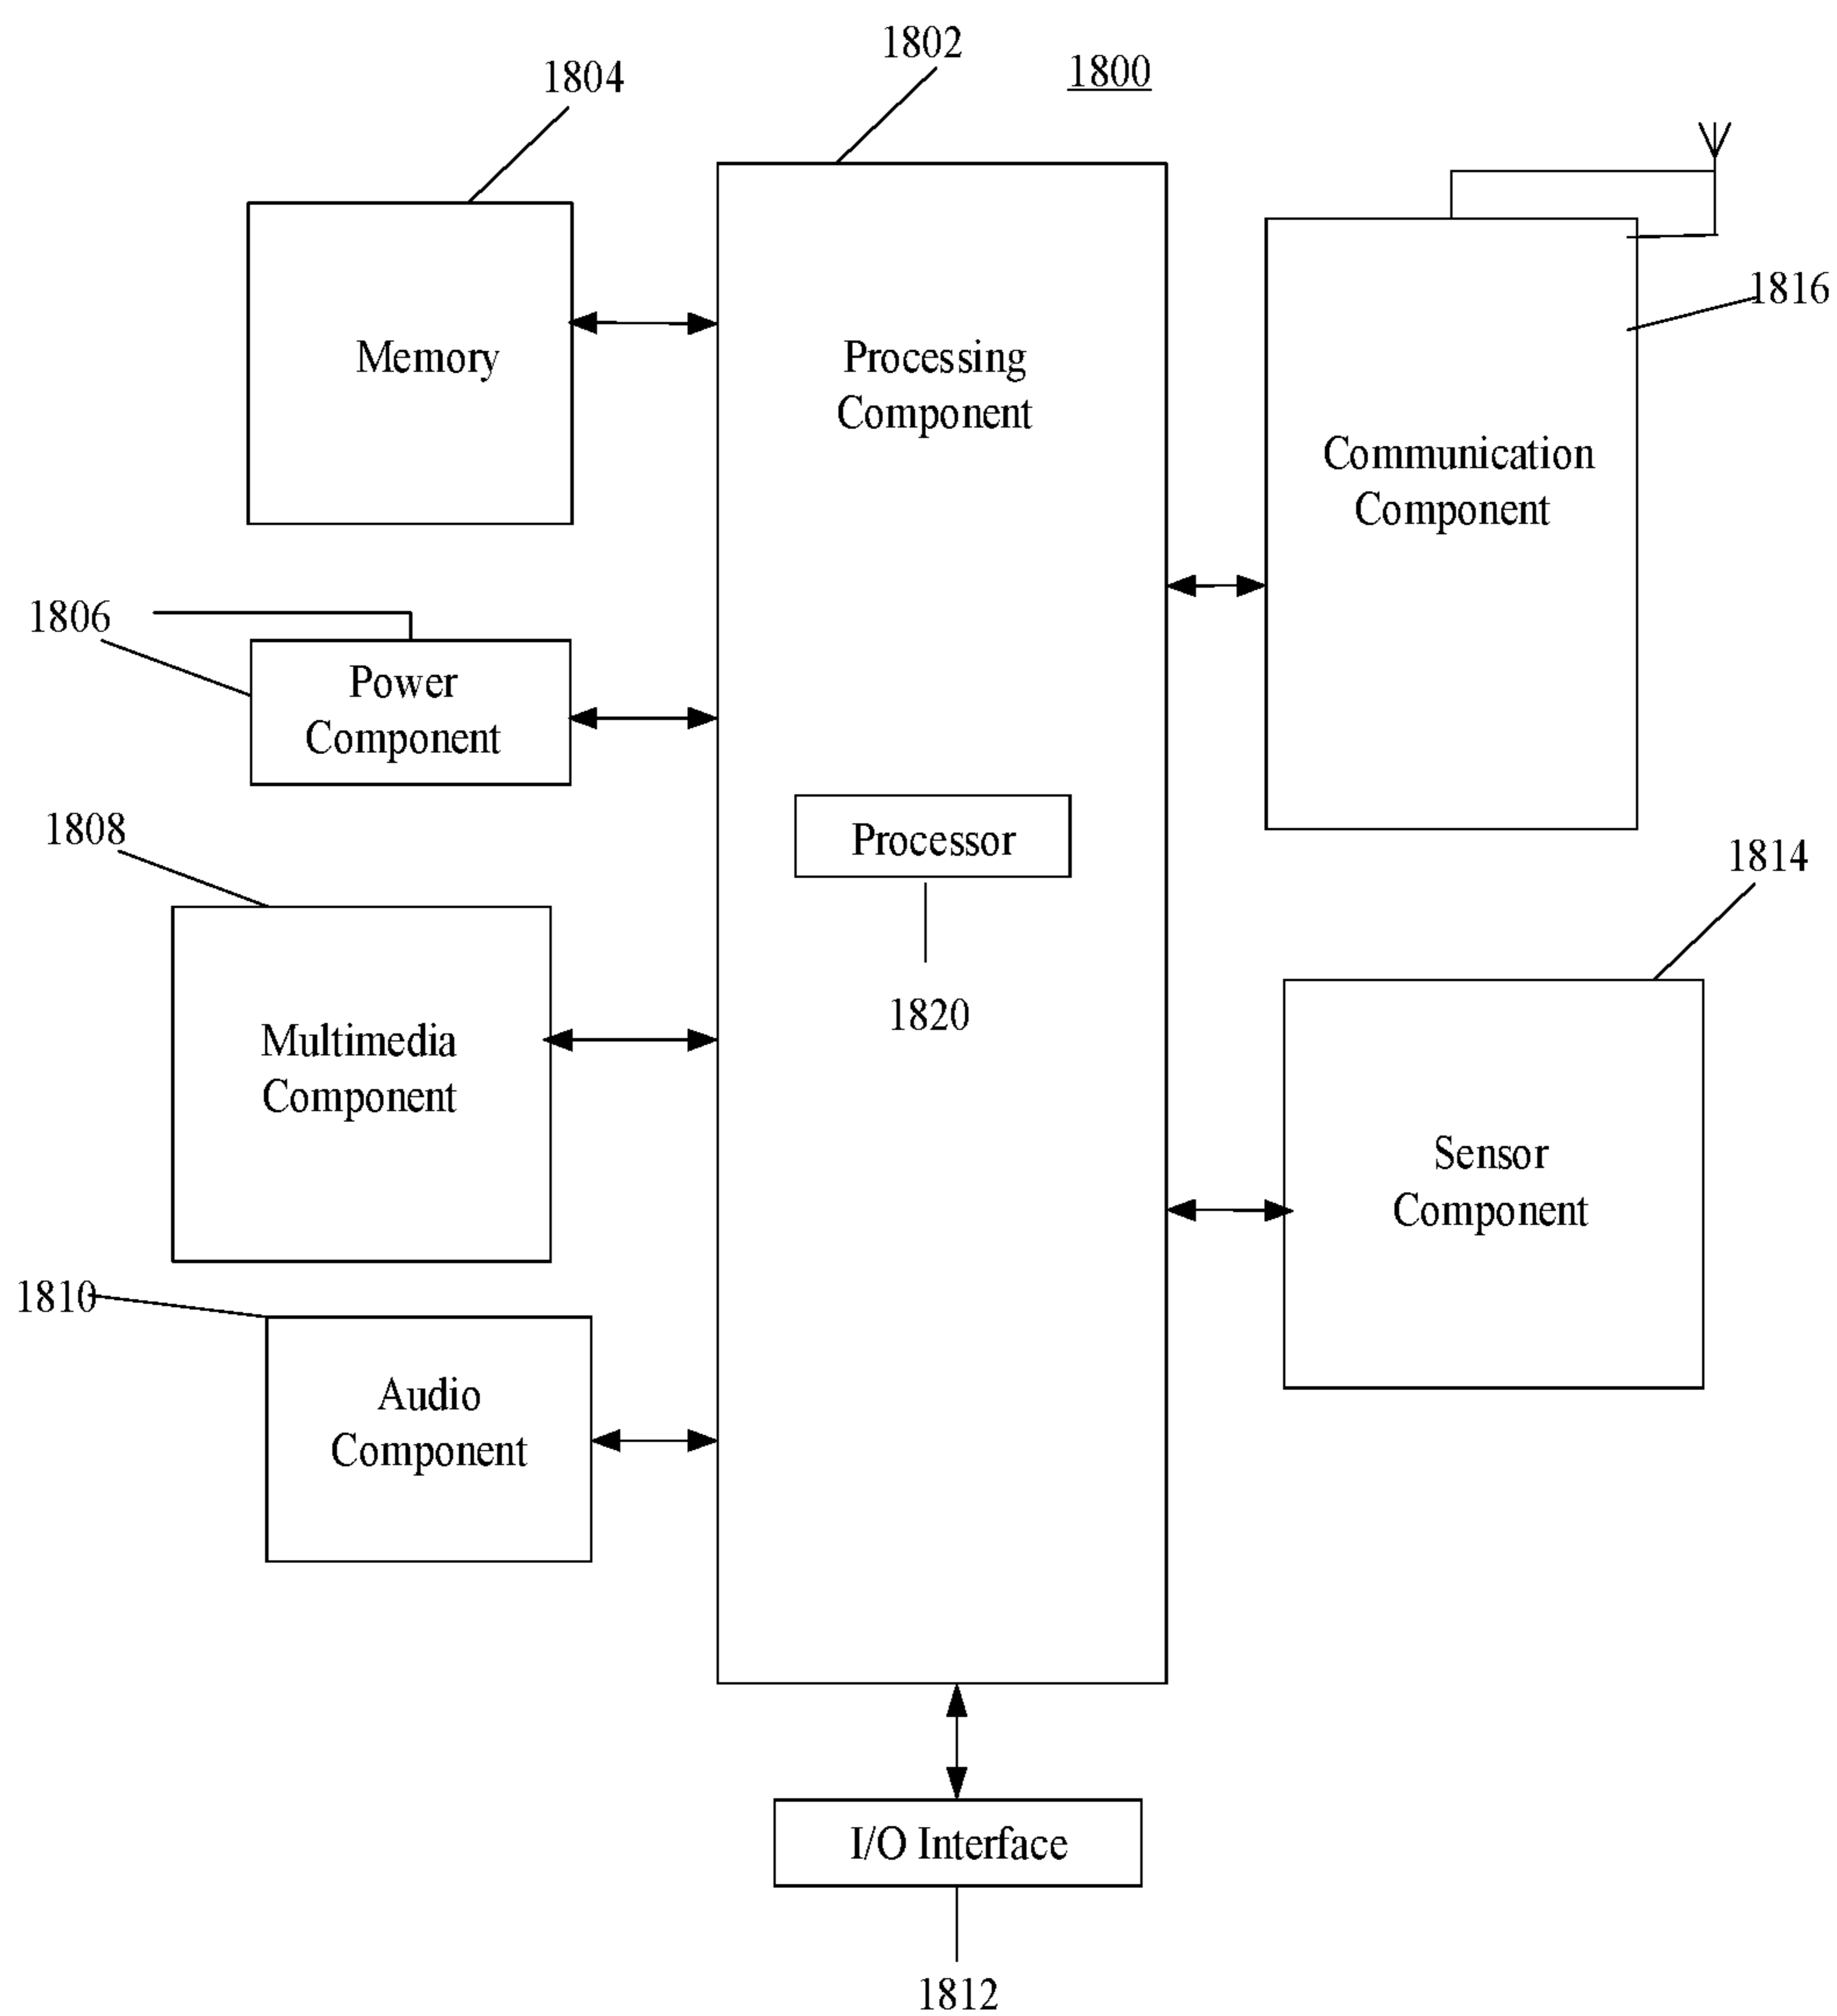 1802
1800
1804
1816
Memory
Processing
Component
Communication
Component
1806
Power
Component
1808
Processor
1814
1820
Multimedia
Component
Sensor
Component
1810
Audio
Component
I/O Interface
1812